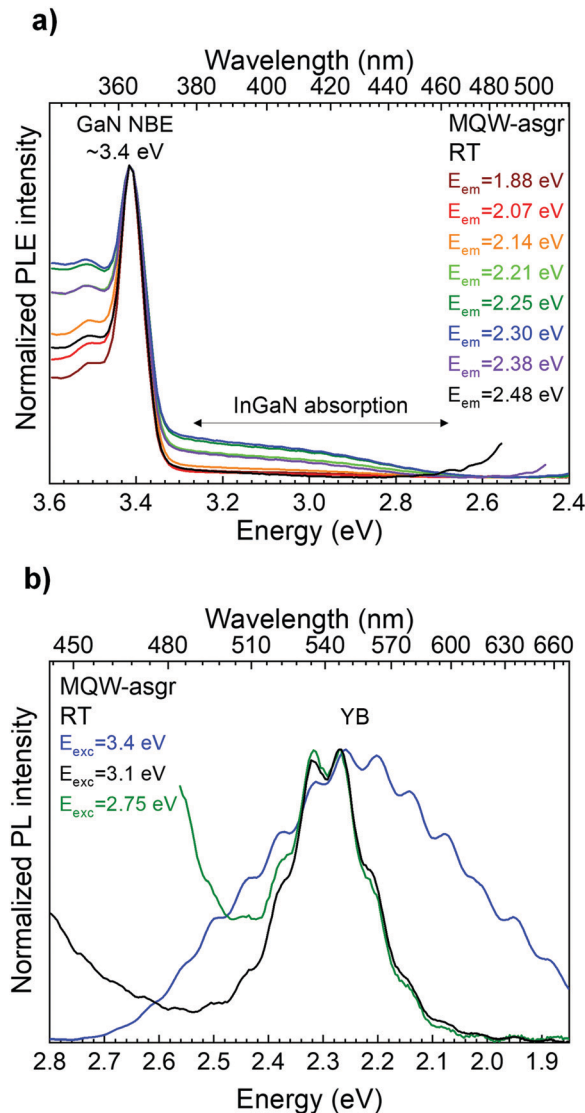 a)
Wavelength (nm)
360 380 400 420 440 460 480 500
GaN NBE
~3.4 eV
MQW-asgr
RT
E_em=1.88 eV
E_em=2.07 eV
E_em=2.14 eV
E_em=2.21 eV
E_em=2.25 eV
E_em=2.30 eV
E_em=2.38 eV
E_em=2.48 eV
InGaN absorption
Normalized PLE intensity
3.6 3.4 3.2 3.0 2.8 2.6 2.4
Energy (eV)
b)
Wavelength (nm)
450 480 510 540 570 600 630 660
MQW-asgr
RT
YB
E_exc=3.4 eV
E_exc=3.1 eV
E_exc=2.75 eV
Normalized PL intensity
2.8 2.7 2.6 2.5 2.4 2.3 2.2 2.1 2.0 1.9
Energy (eV)